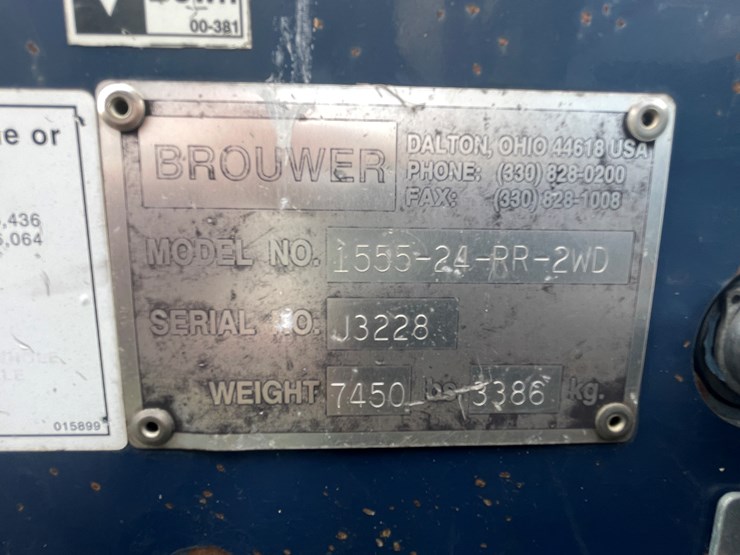 00-381
e or
,436
,064
015899
BROUWER
DALTON, OHIO 44618 USA
PHONE: (330) 828-0200
FAX: (330) 828-1008
MODEL NO. 1555-24-RR-2WD
SERIAL NO. J3228
WEIGHT 7450 lbs 3386 kg.